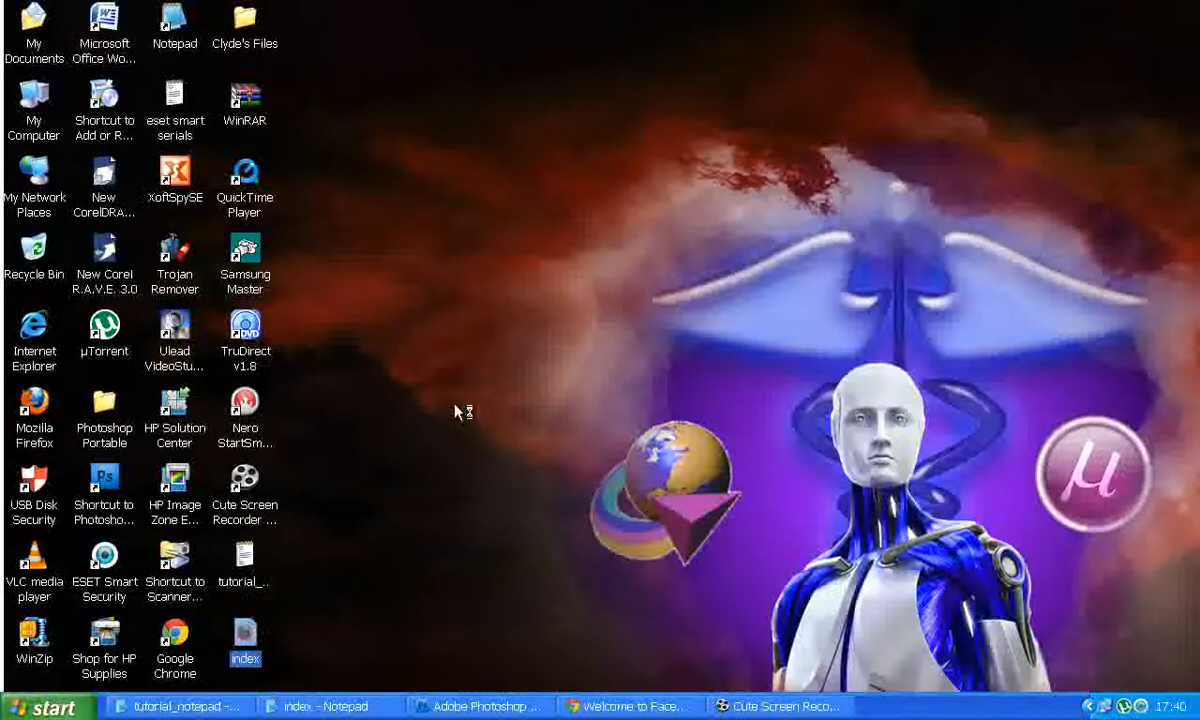 My
Documents
Microsoft
Office Wo...
Notepad
Clyde's Files
My
Computer
Shortcut to
Add or R...
eset smart
serials
WinRAR
My Network
Places
New
CorelDRA...
XoftSpySE
QuickTime
Player
Recycle Bin
New Corel
R.A.V.E. 3.0
Trojan
Remover
Samsung
Master
Internet
Explorer
µTorrent
Ulead
VideoStu...
DVD
TruDirect
v1.8
Mozilla
Firefox
Photoshop
Portable
HP Solution
Center
Nero
StartSm...
USB Disk
Security
Ps
Shortcut to
Photosho...
HP Image
Zone E...
Cute Screen
Recorder ...
VLC media
player
ESET Smart
Security
Shortcut to
Scanner...
tutorial_...
WinZip
Shop for HP
Supplies
Google
Chrome
index
µ
start
tutorial_notepad -...
index - Notepad
Adobe Photoshop ...
Welcome to Face...
Cute Screen Reco...
17:40